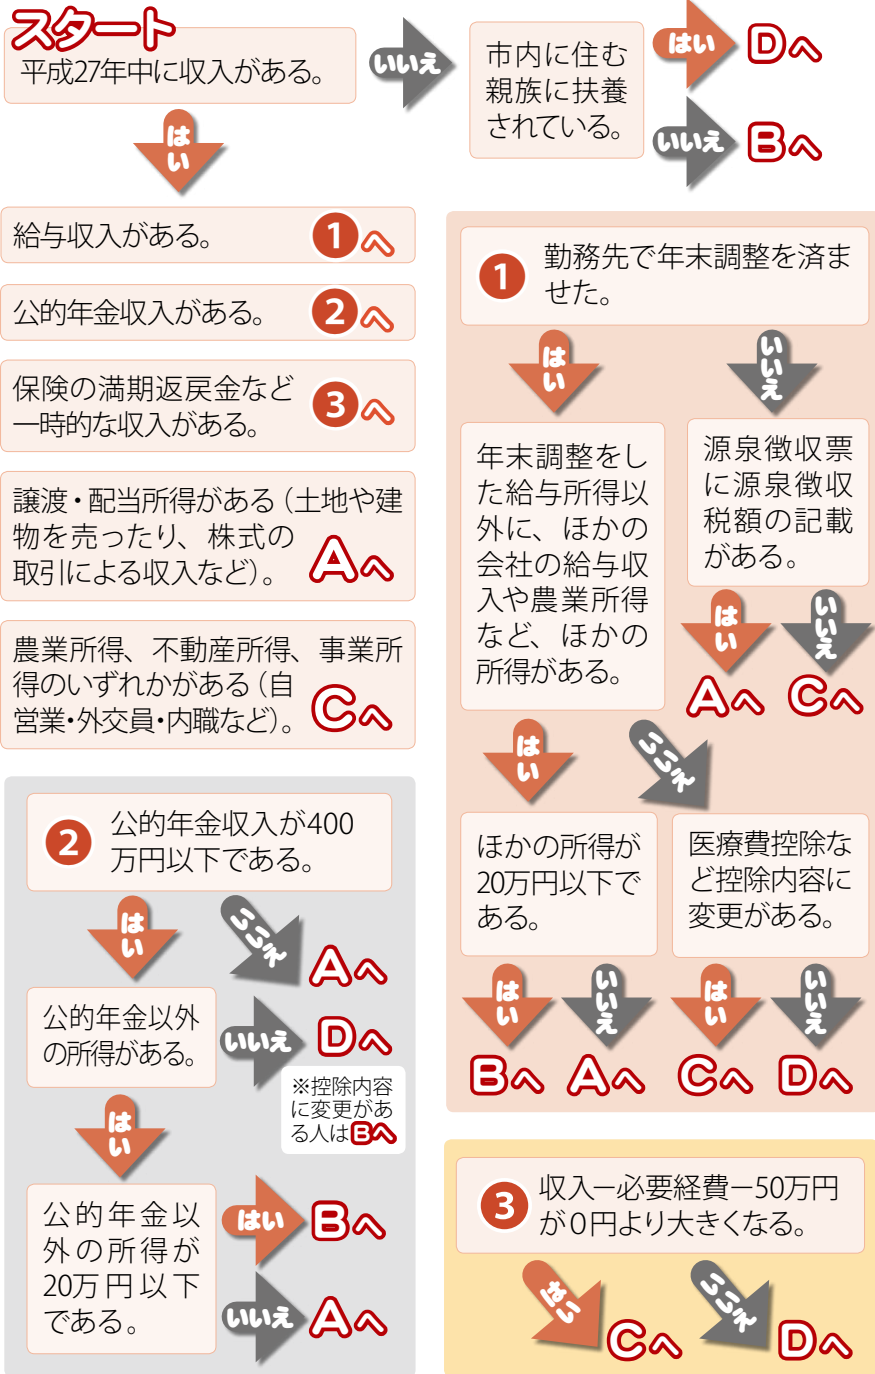 スタート
平成27年中に収入がある。
いいえ
市内に住む
親族に扶養
されている。
はい
Dへ
いいえ
Bへ
はい
給与収入がある。
1へ
公的年金収入がある。
2へ
保険の満期返戻金など
一時的な収入がある。
3へ
譲渡・配当所得がある（土地や建
物を売ったり、株式の
取引による収入など）。
Aへ
農業所得、不動産所得、事業所
得のいずれかがある（自
営業・外交員・内職など）。
Cへ
1
勤務先で年末調整を済ま
せた。
はい
いいえ
年末調整をし
た給与所得以
外に、ほかの
会社の給与収
入や農業所得
など、ほかの
所得がある。
源泉徴収票
に源泉徴収
税額の記載
がある。
はい
いいえ
Aへ
Cへ
はい
いいえ
ほかの所得が
20万円以下で
ある。
医療費控除な
ど控除内容に
変更がある。
はい
いいえ
はい
いいえ
Bへ
Aへ
Cへ
Dへ
2
公的年金収入が400
万円以下である。
はい
いいえ
Aへ
公的年金以外
の所得がある。
いいえ
Dへ
※控除内容
に変更があ
る人はBへ
はい
公的年金以
外の所得が
20万円以下
である。
はい
Bへ
いいえ
Aへ
3
収入ー必要経費ー50万円
が０円より大きくなる。
はい
いいえ
Cへ
Dへ